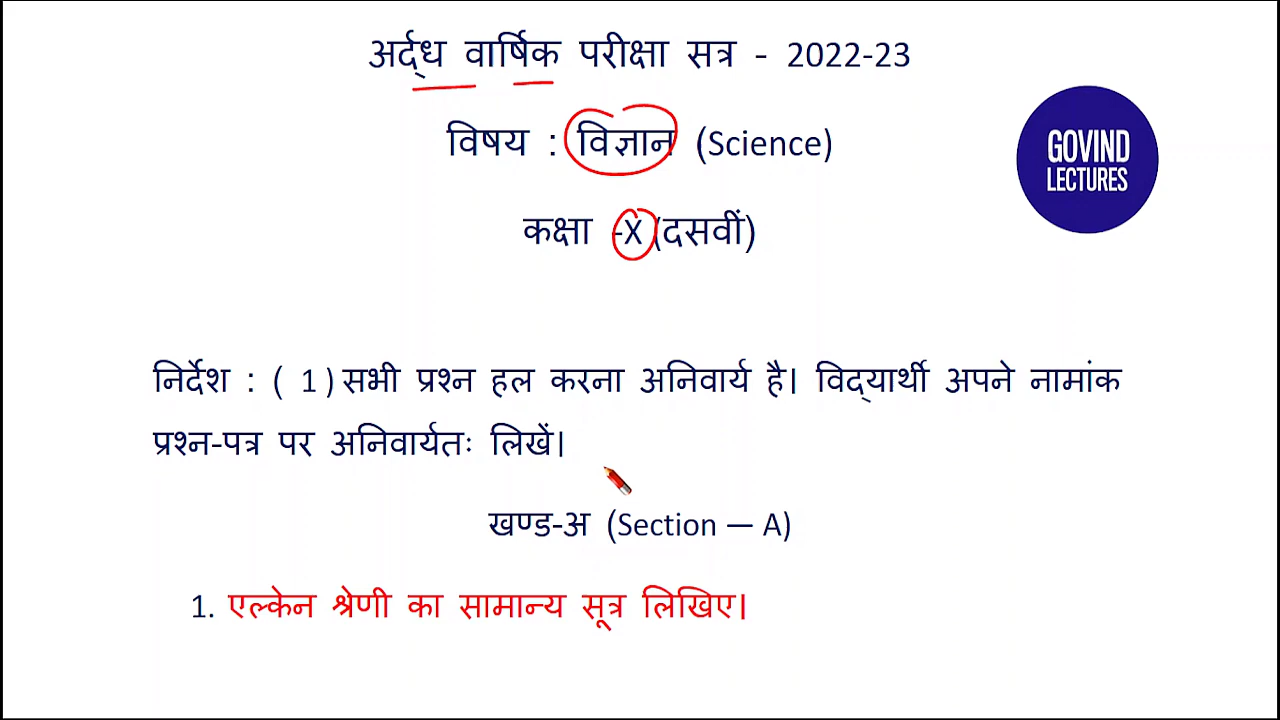 अर्द्ध वार्षिक परीक्षा सत्र - 2022-23
विषय : विज्ञान (Science)
GOVIND
LECTURES
कक्षा -X (दसवीं)
निर्देश : ( 1 ) सभी प्रश्न हल करना अनिवार्य है। विद्यार्थी अपने नामांक
प्रश्न-पत्र पर अनिवार्यतः लिखें।
खण्ड-अ (Section — A)
1. एल्केन श्रेणी का सामान्य सूत्र लिखिए।